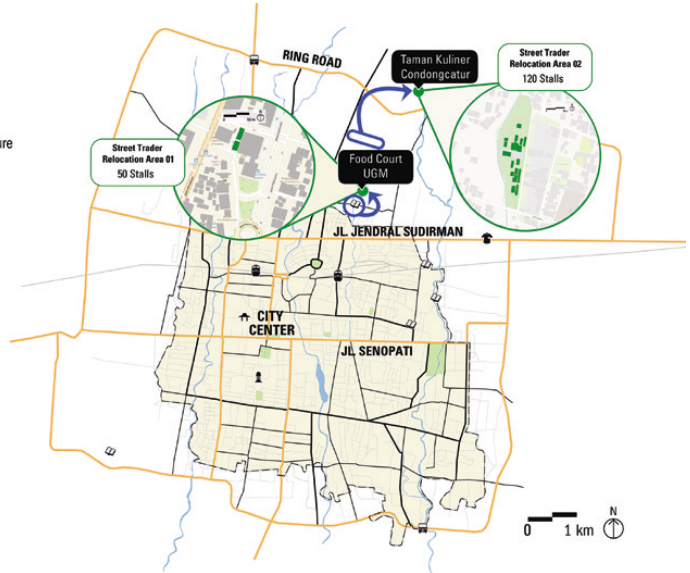 RING ROAD
Taman Kuliner
Condongcatur
Street Trader
Relocation Area 02
120 Stalls
ure
Street Trader
Relocation Area 01
50 Stalls
Food Court
UGM
JL. JENDRAL SUDIRMAN
CITY
CENTER
JL. SENOPATI
N
0 1 km